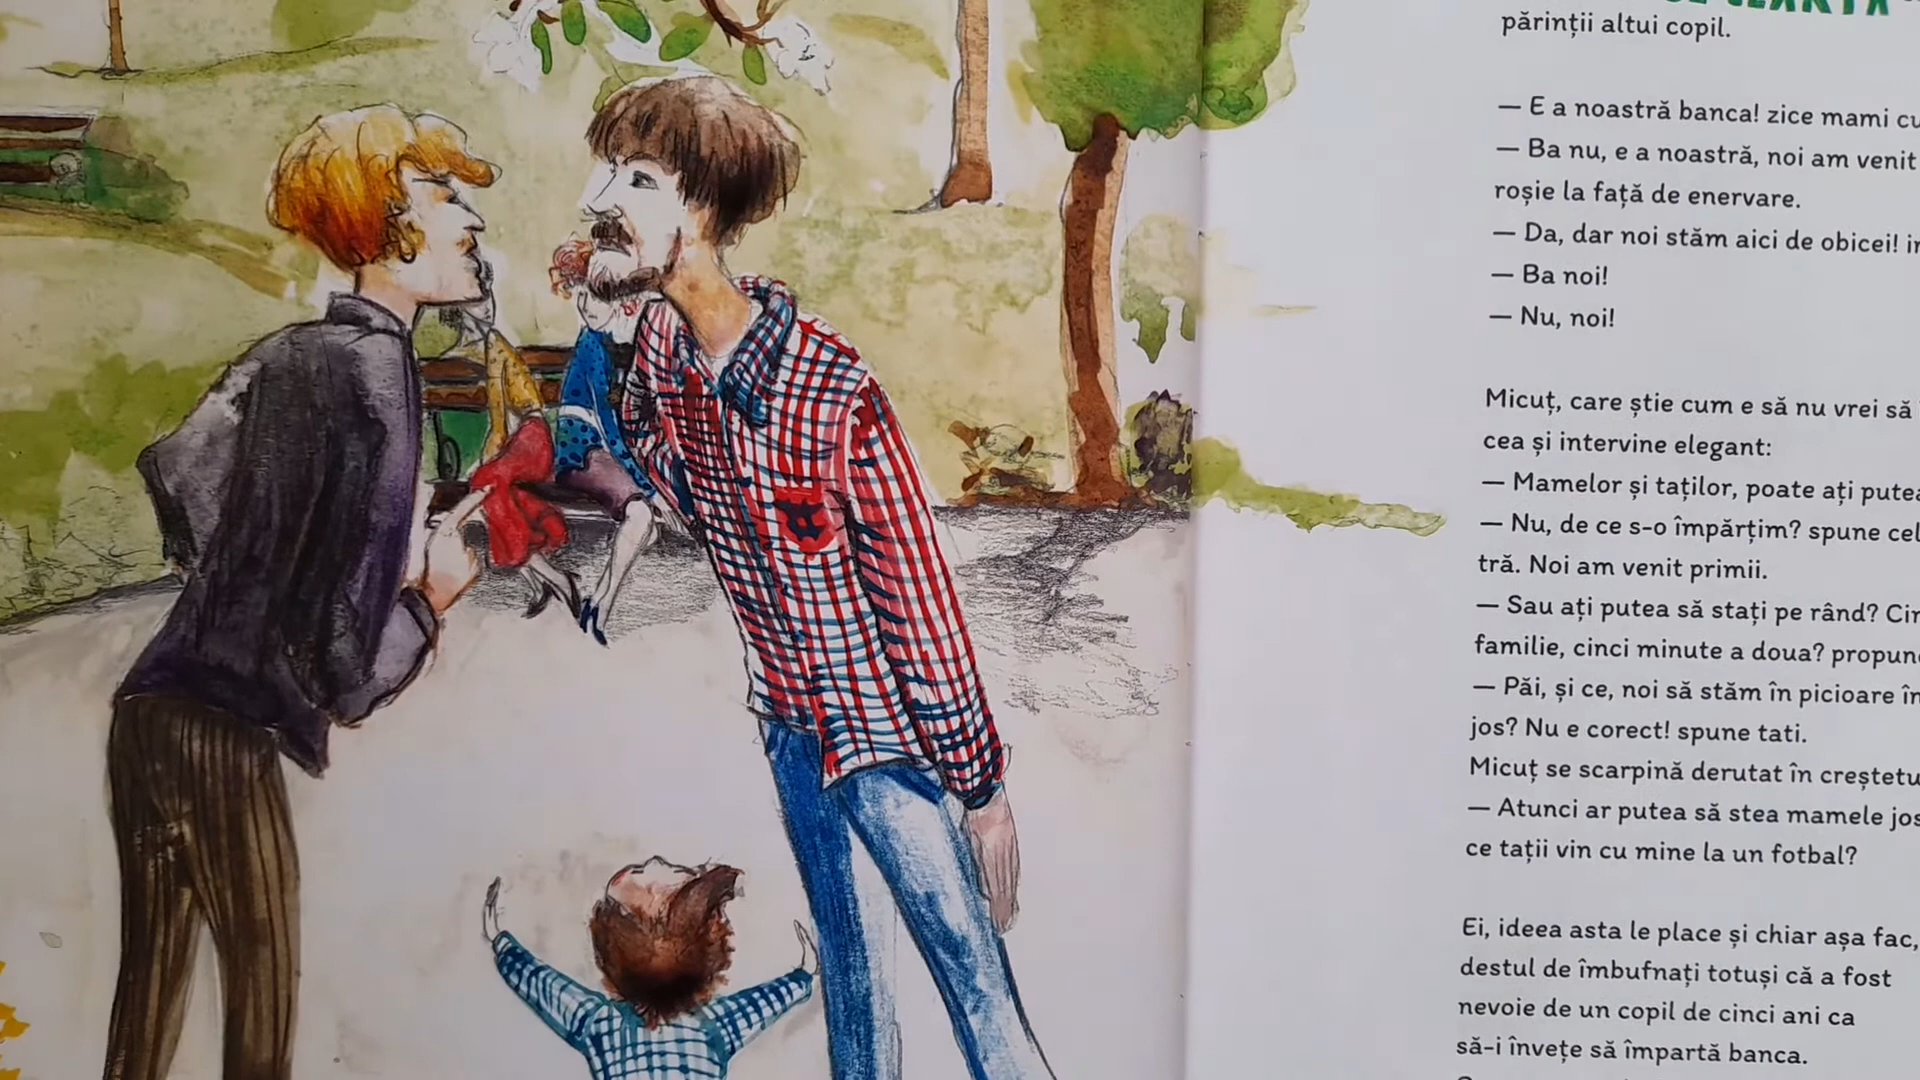 părinții altui copil.
— E a noastră banca! zice mami
— Ba nu, e a noastră, noi am venit
roșie la față de enervare.
— Da, dar noi stăm aici de obicei!
— Ba noi!
— Nu, noi!
Micuț, care știe cum e să nu vrei să
cea și intervine elegant:
— Mamelor și taților, poate ați
— Nu, de ce s-o împărțim? spune
tră. Noi am venit primii.
— Sau ați putea să stați pe rând?
familie, cinci minute a doua?
— Păi, și ce, noi să stăm în picioare
jos? Nu e corect! spune tati.
Micuț se scarpină derutat în
— Atunci ar putea să stea mamele
ce tații vin cu mine la un fotbal?
Ei, ideea asta le place și chiar așa fac,
destul de îmbufnați totuși că a fost
nevoie de un copil de cinci ani ca
să-i învețe să împartă banca.